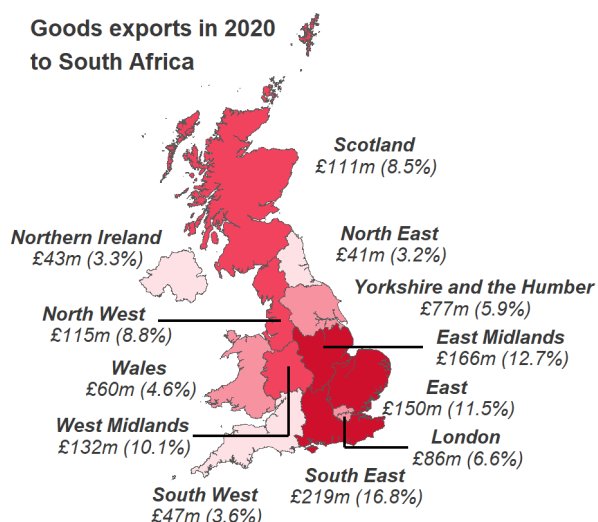 Goods exports in 2020
to South Africa
Scotland
£111m (8.5%)
Northern Ireland
£43m (3.3%)
North East
£41m (3.2%)
Yorkshire and the Humber
£77m (5.9%)
North West
£115m (8.8%)
East Midlands
£166m (12.7%)
Wales
£60m (4.6%)
East
£150m (11.5%)
West Midlands
£132m (10.1%)
London
£86m (6.6%)
South East
£219m (16.8%)
South West
£47m (3.6%)